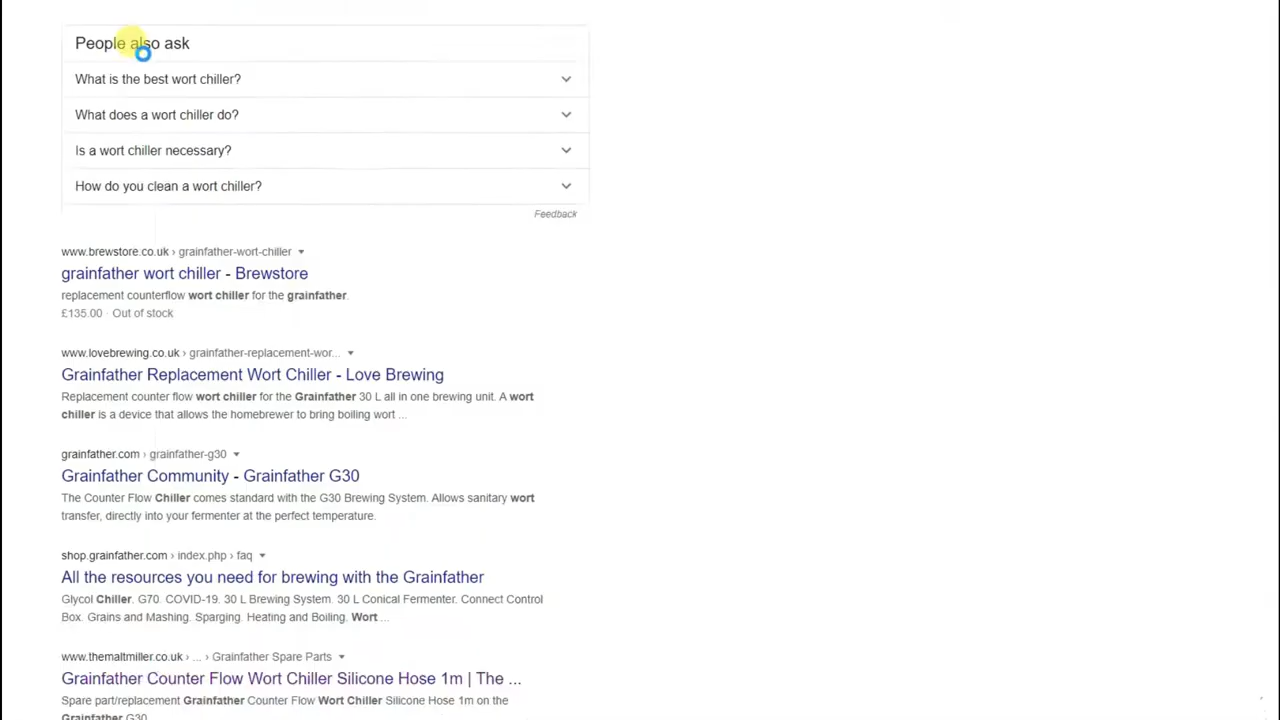 People also ask
What is the best wort chiller?
What does a wort chiller do?
Is a wort chiller necessary?
How do you clean a wort chiller?
Feedback
www.brewstore.co.uk › grainfather-wort-chiller
grainfather wort chiller - Brewstore
replacement counterflow wort chiller for the grainfather.
£135.00 · Out of stock
www.lovebrewing.co.uk › grainfather-replacement-wor...
Grainfather Replacement Wort Chiller - Love Brewing
Replacement counter flow wort chiller for the Grainfather 30 L all in one brewing unit. A wort
chiller is a device that allows the homebrewer to bring boiling wort ...
grainfather.com › grainfather-g30
Grainfather Community - Grainfather G30
The Counter Flow Chiller comes standard with the G30 Brewing System. Allows sanitary wort
transfer, directly into your fermenter at the perfect temperature.
shop.grainfather.com › index.php › faq
All the resources you need for brewing with the Grainfather
Glycol Chiller. G70. COVID-19. 30 L Brewing System. 30 L Conical Fermenter. Connect Control
Box. Grains and Mashing. Sparging. Heating and Boiling. Wort ...
www.themaltmiller.co.uk › ... › Grainfather Spare Parts
Grainfather Counter Flow Wort Chiller Silicone Hose 1m | The ...
Spare part/replacement Grainfather Counter Flow Wort Chiller Silicone Hose 1m on the
Grainfather G30